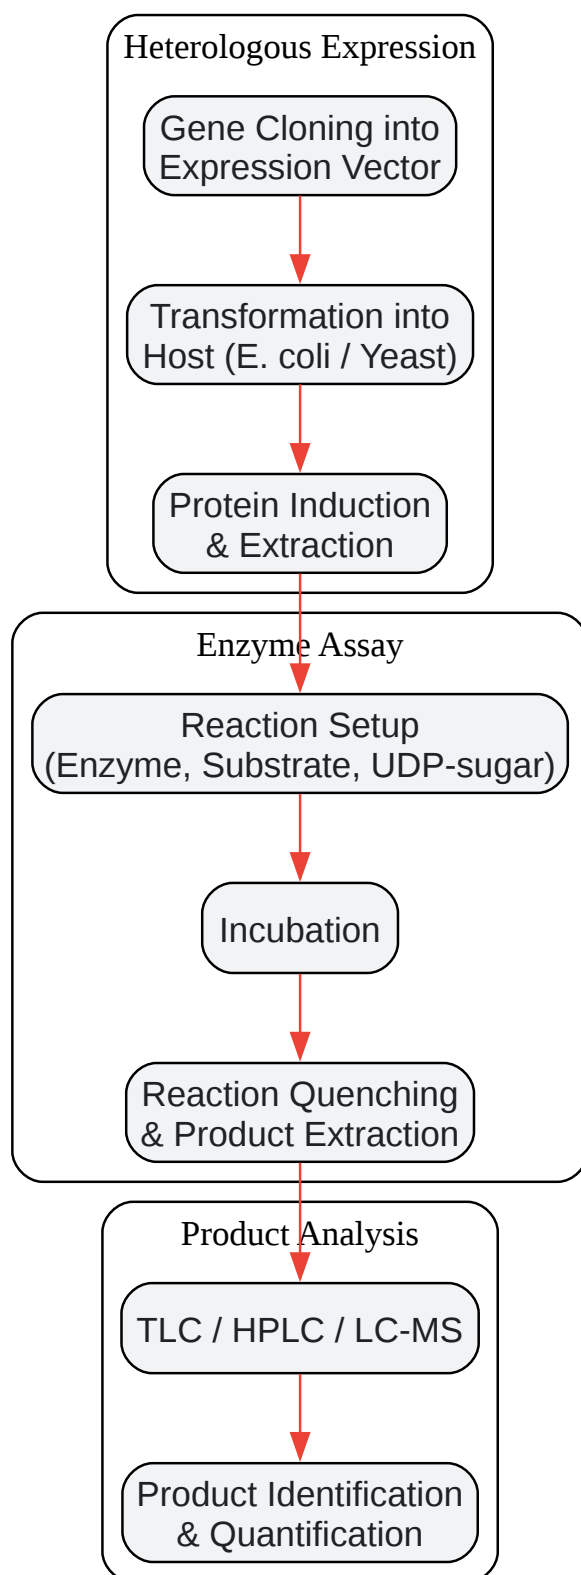 Heterologous Expression
Gene Cloning into
Expression Vector
Transformation into
Host (E. coli / Yeast)
Protein Induction
& Extraction
Enzyme Assay
Reaction Setup
(Enzyme, Substrate, UDP-sugar)
Incubation
Reaction Quenching
& Product Extraction
Product Analysis
TLC / HPLC / LC-MS
Product Identification
& Quantification